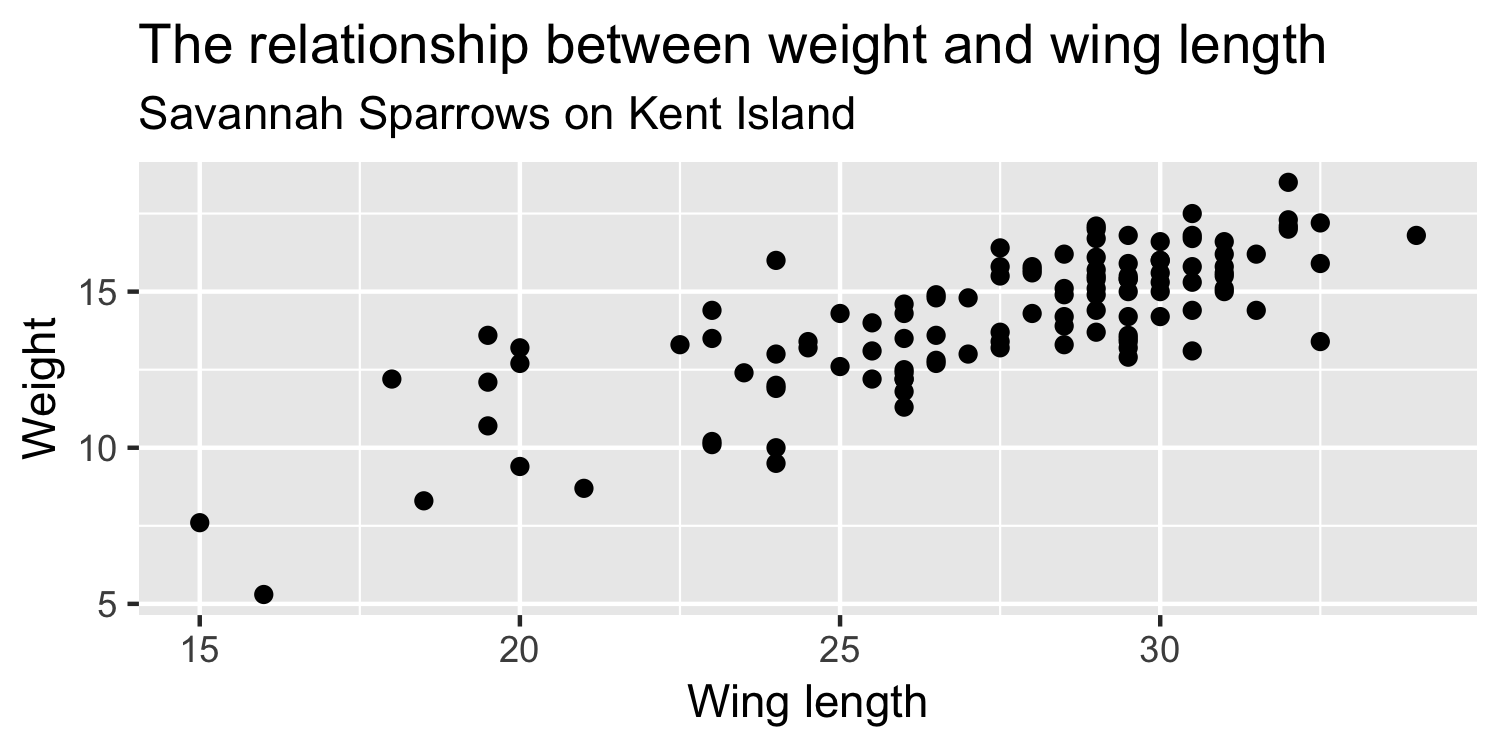 The relationship between weight and wing length
Savannah Sparrows on Kent Island
Weight
15
10
5
15 20 25 30
Wing length